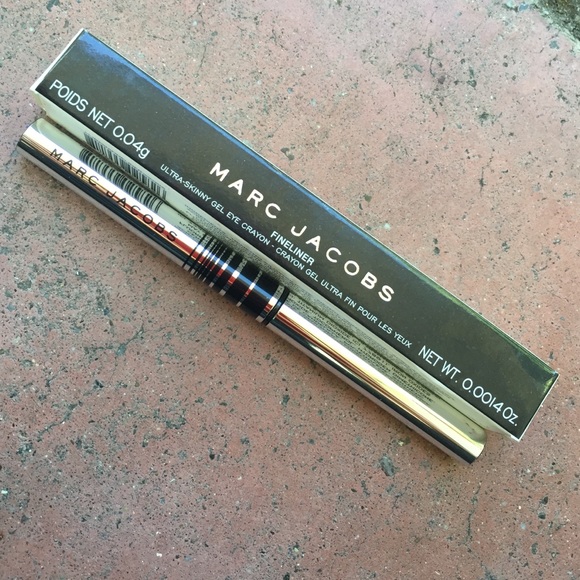 POIDS NET 0.04g
MARC JACOBS
FINELINER
ULTRA-SKINNY GEL EYE CRAYON - CRAYON GEL ULTRA FIN POUR LES YEUX
NET WT. 0.0014 OZ.
MARC JACOBS